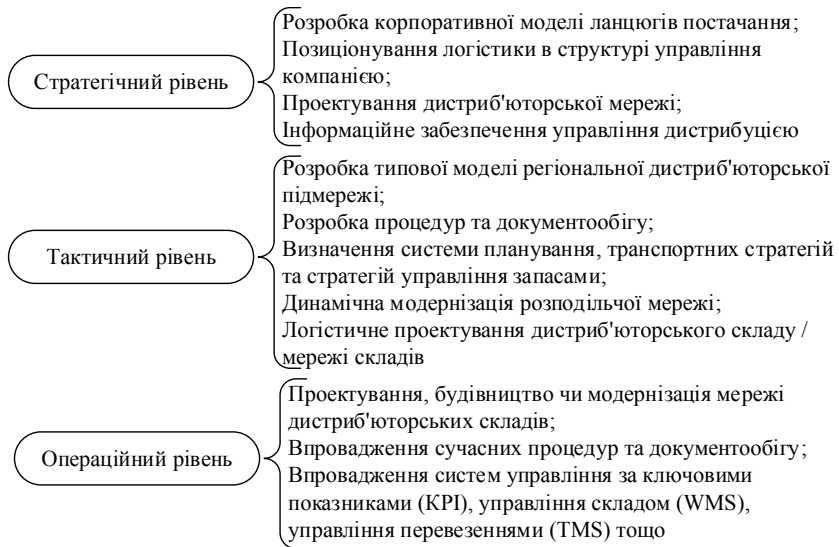 Стратегічний рівень
Розробка корпоративної моделі ланцюгів постачання;
Позиціонування логістики в структурі управління
компанією;
Проектування дистриб'юторської мережі;
Інформаційне забезпечення управління дистрибуцією
Тактичний рівень
Розробка типової моделі регіональної дистриб'юторської
підмережі;
Розробка процедур та документообігу;
Визначення системи планування, транспортних стратегій
та стратегій управління запасами;
Динамічна модернізація розподільчої мережі;
Логістичне проектування дистриб'юторського складу /
мережі складів
Операційний рівень
Проектування, будівництво чи модернізація мережі
дистриб'юторських складів;
Впровадження сучасних процедур та документообігу;
Впровадження систем управління за ключовими
показниками (KPI), управління складом (WMS),
управління перевезеннями (TMS) тощо